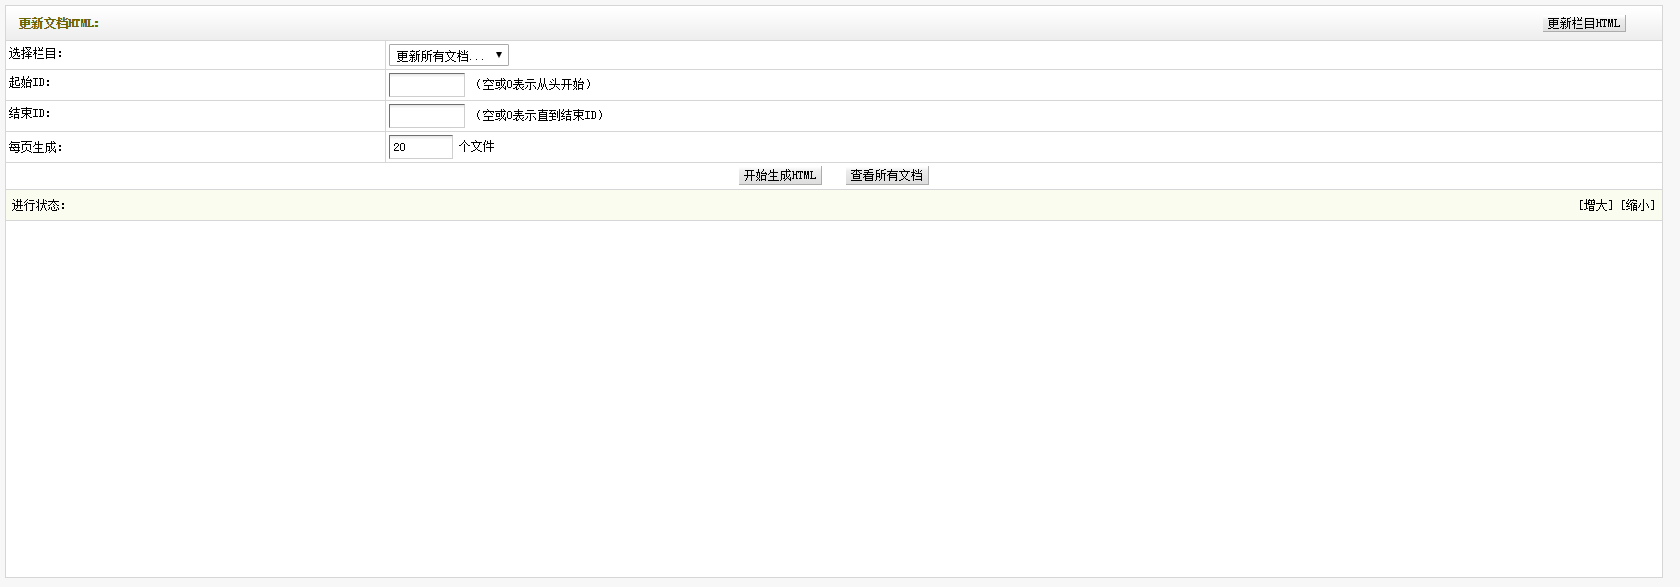 更新文档HTML: 更新栏目HTML
选择栏目: 更新所有文档... ▼
起始ID: （空或0表示从头开始）
结束ID: （空或0表示直到结束ID）
每页生成: 20 个文件
开始生成HTML 查看所有文档
进行状态: [增大] [缩小]